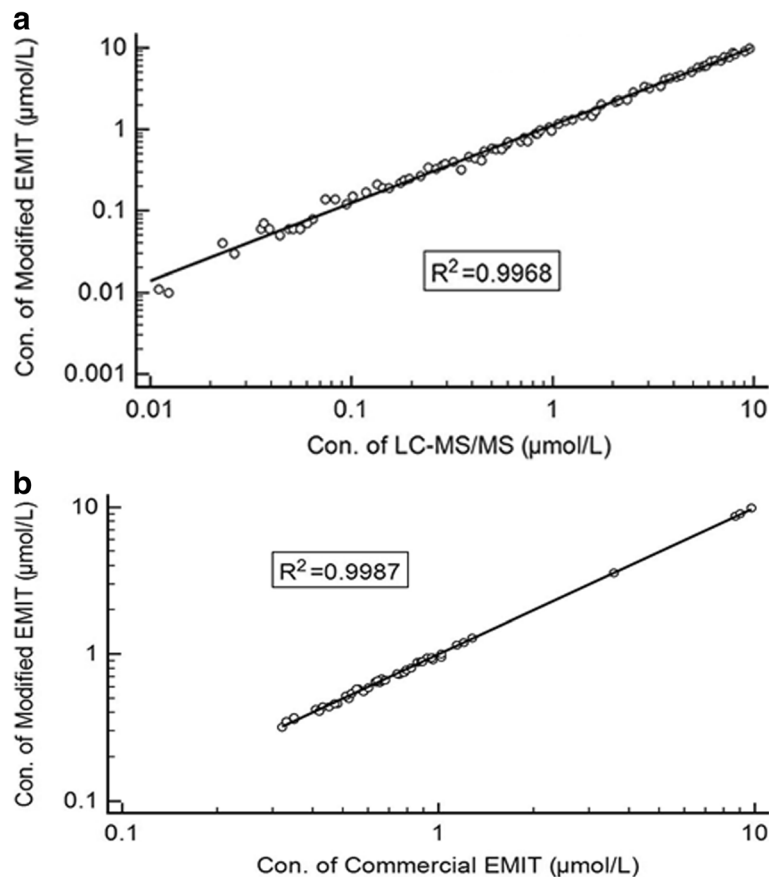 a
Con. of Modified EMIT (µmol/L)
10
1
0.1
0.01
0.001
R²=0.9968
0.01
0.1
1
10
Con. of LC-MS/MS (µmol/L)
b
Con. of Modified EMIT (µmol/L)
10
1
0.1
R²=0.9987
0.1
1
10
Con. of Commercial EMIT (µmol/L)